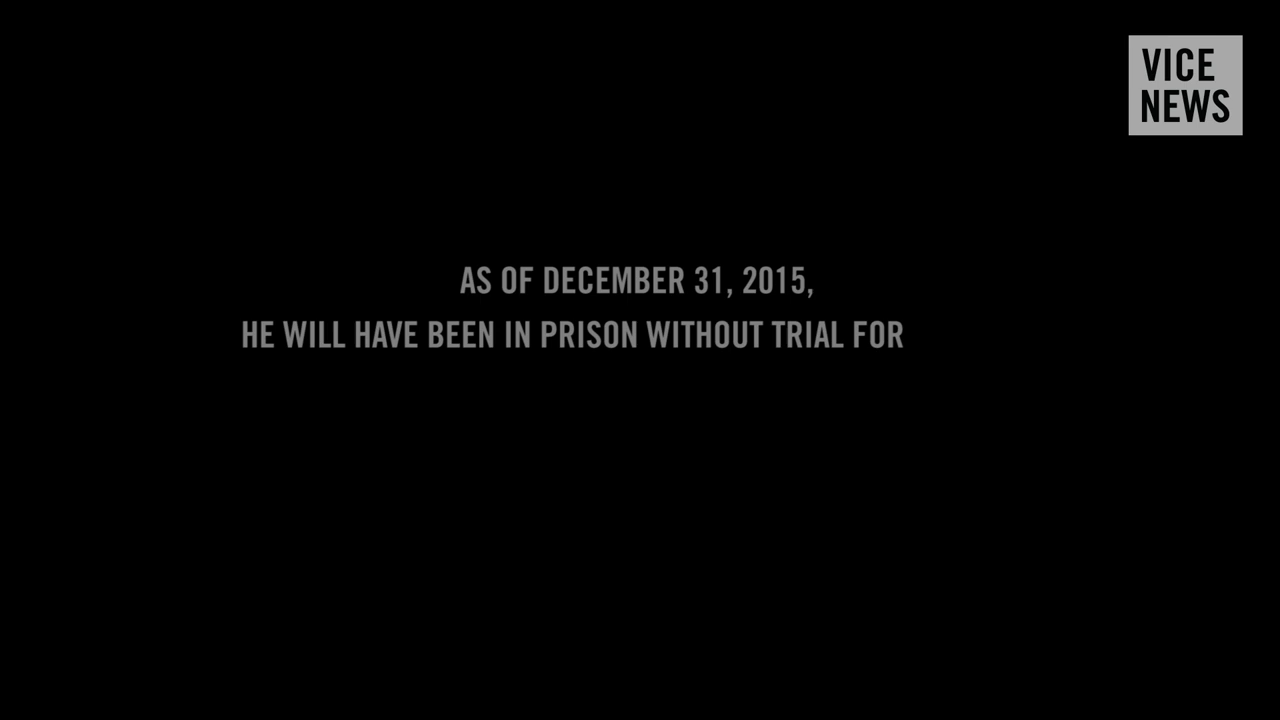 VICE
NEWS
AS OF DECEMBER 31, 2015,
HE WILL HAVE BEEN IN PRISON WITHOUT TRIAL FOR